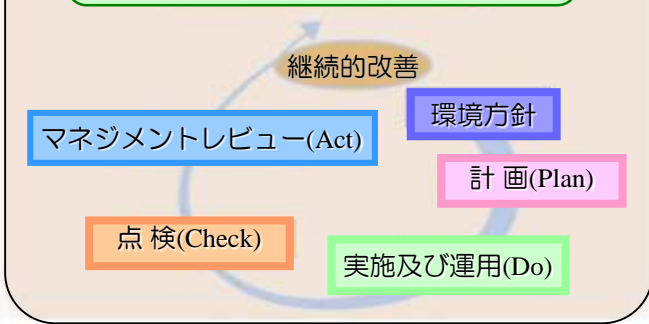 継続的改善
環境方針
計 画(Plan)
実施及び運用(Do)
点 検(Check)
マネジメントレビュー(Act)